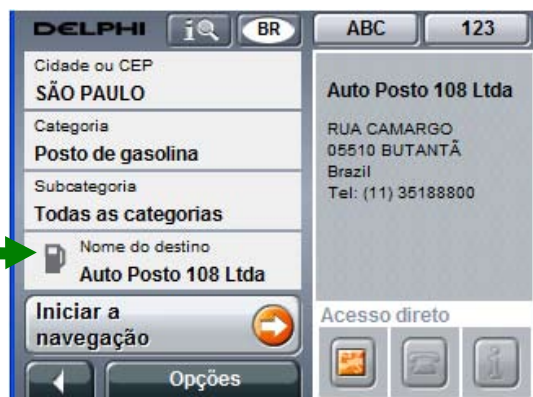 DELPHI i BR ABC 123
Cidade ou CEP
SÃO PAULO
Categoria
Posto de gasolina
Subcategoria
Todas as categorias
Nome do destino
Auto Posto 108 Ltda
Iniciar a
navegação
Opções
Auto Posto 108 Ltda
RUA CAMARGO
05510 BUTANTÃ
Brazil
Tel: (11) 35188800
Acesso direto
i